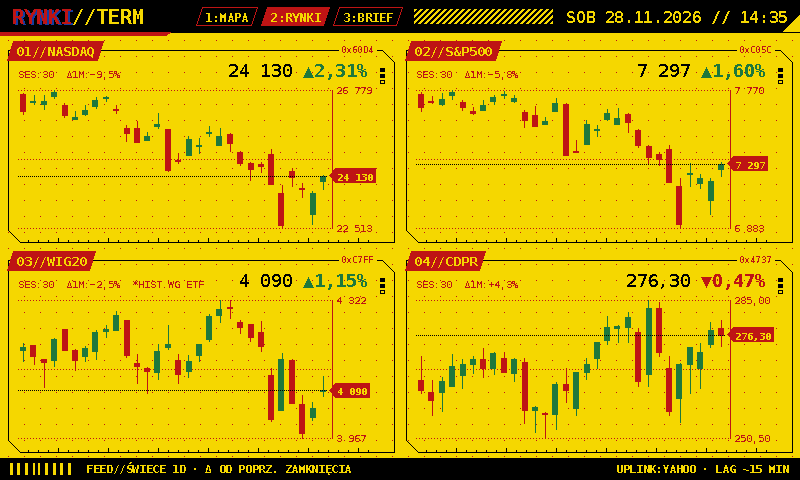 RYNKI//TERM 1:MAPA 2:RYNKI 3:BRIEF SOB 28.11.2026 // 14:35
01//NASDAQ 0x60D4
SES:30 Δ1M:-9,5% 24 130 ▲2,31%
26 779
24 130
22 513
02//S&P500 0xC05C
SES:30 Δ1M:-5,8% 7 297 ▲1,60%
7 770
7 297
6 883
03//WIG20 0xC7FF
SES:30 Δ1M:-2,5% *HIST.WG ETF 4 090 ▲1,15%
4 322
4 090
3 967
04//CDPR 0x4737
SES:30 Δ1M:+4,3% 276,30 ▼0,47%
285,00
276,30
250,50
FEED//ŚWIECE 1D · Δ OD POPRZ. ZAMKNIĘCIA UPLINK:YAHOO · LAG ~15 MIN